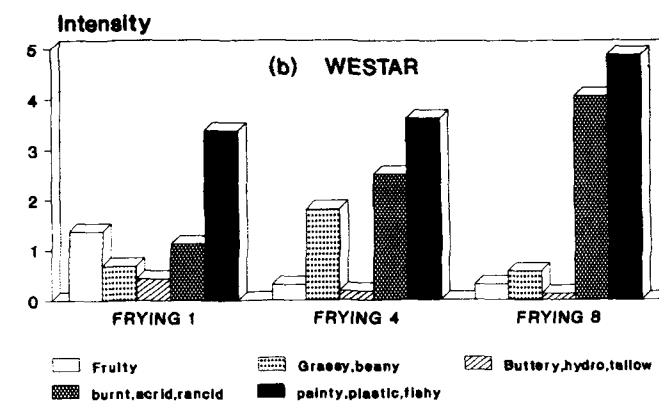 Intensity
(b) WESTAR
5
4
3
2
1
0
FRYING 1 FRYING 4 FRYING 8
Fruity Grassy,beany Buttery,hydro,tallow
burnt,acrid,rancid painty,plastic,fishy